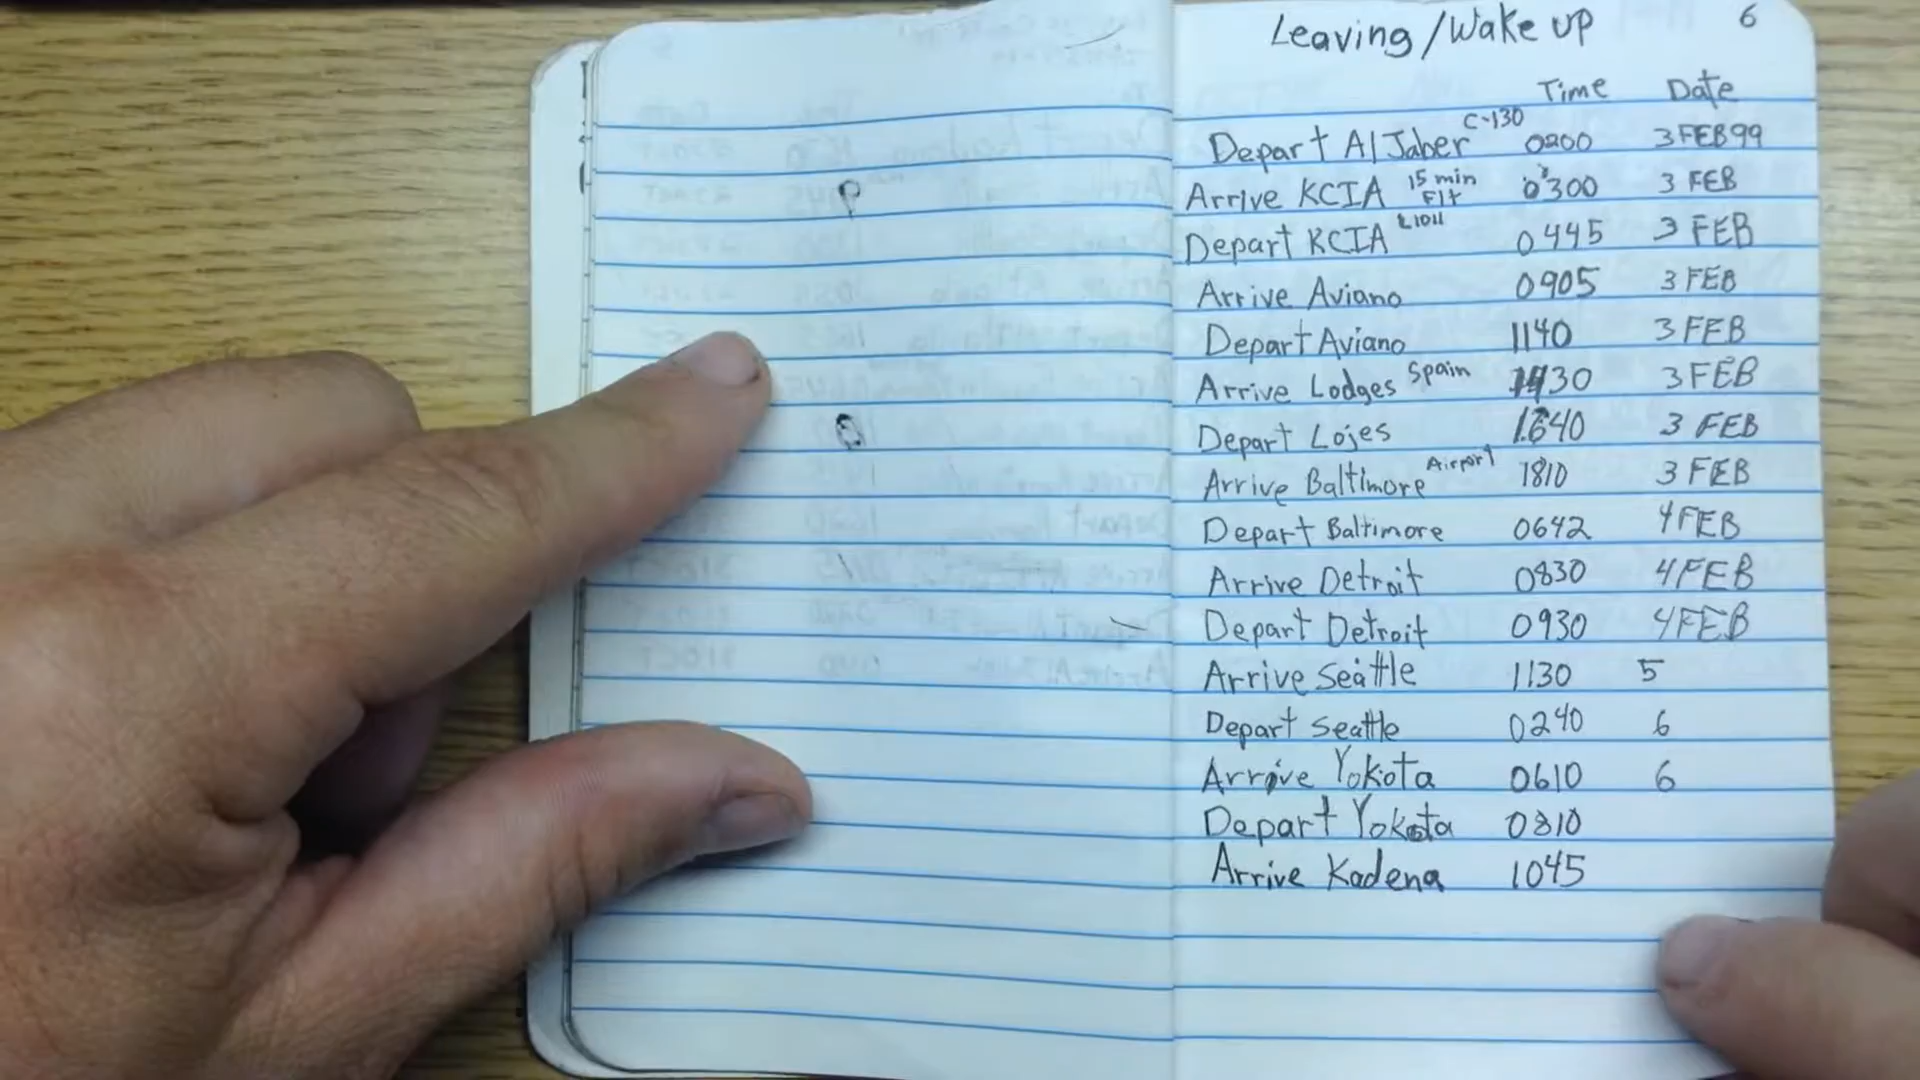 Leaving/Wake up 6
Time Date
Depart Al Jaber C-130 0200 3 FEB 99
Arrive KCIA 15 min Flt 0300 3 FEB
Depart KCIA L1011 0445 3 FEB
Arrive Aviano 0905 3 FEB
Depart Aviano 1140 3 FEB
Arrive Lodges Spain 1430 3 FEB
Depart Lojes 1640 3 FEB
Arrive Baltimore Airport 1810 3 FEB
Depart Baltimore 0642 4 FEB
Arrive Detroit 0830 4 FEB
Depart Detroit 0930 4 FEB
Arrive Seattle 1130 5
Depart Seattle 0240 6
Arrive Yokota 0610 6
Depart Yokota 0810
Arrive Kadena 1045